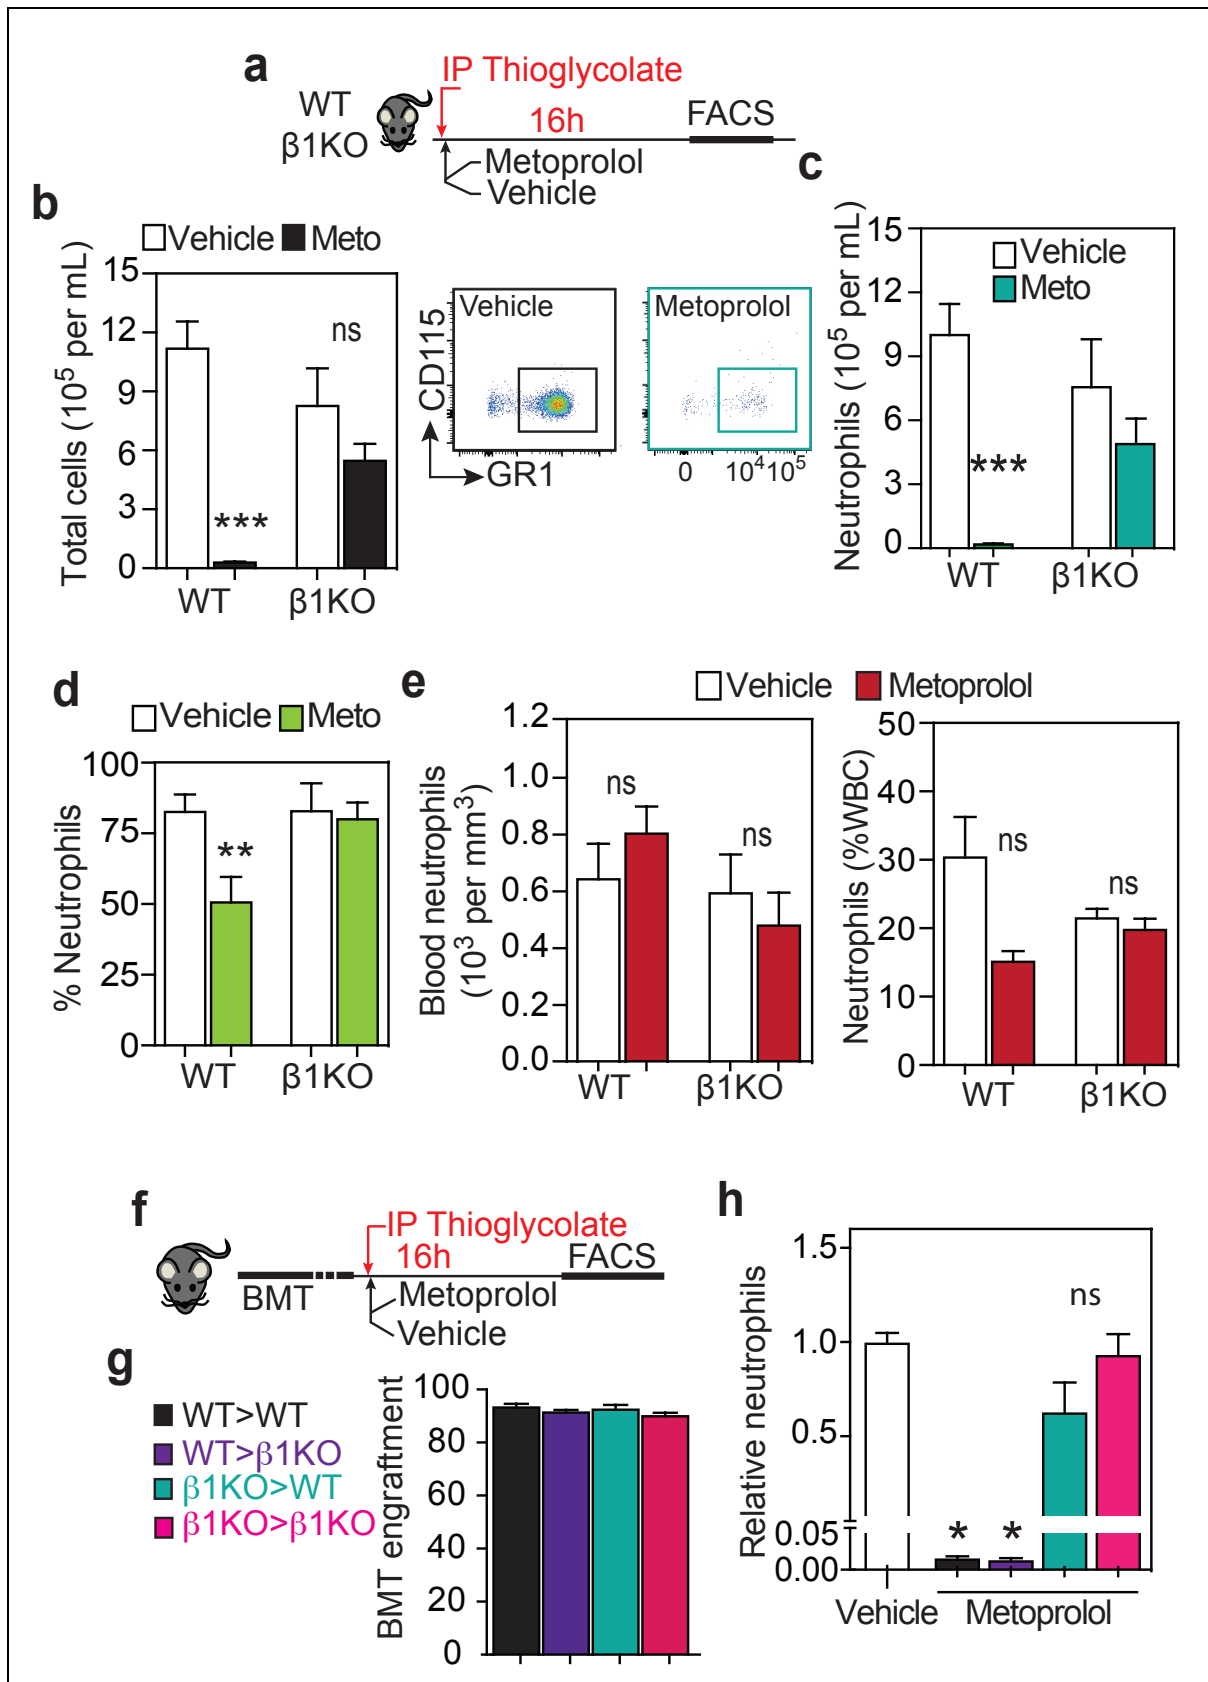 a
IP Thioglycolate
WT
β1KO
16h
FACS
Metoprolol
Vehicle
b
Vehicle Meto
Total cells (10⁵ per mL)
15
12
9
6
3
0
***
ns
WT β1KO
Vehicle
Metoprolol
CD115
GR1
0 10⁴ 10⁵
c
Neutrophils (10⁵ per mL)
15
12
9
6
3
0
Vehicle
Meto
***
WT β1KO
d
Vehicle Meto
% Neutrophils
100
75
50
25
0
**
WT β1KO
e
Vehicle Metoprolol
Blood neutrophils
(10³ per mm³)
1.2
1.0
0.8
0.6
0.4
0.2
0.0
ns
ns
WT β1KO
Neutrophils (%WBC)
50
40
30
20
10
0
ns
ns
WT β1KO
f
IP Thioglycolate
16h
FACS
BMT
Metoprolol
Vehicle
g
WT>WT
WT>β1KO
β1KO>WT
β1KO>β1KO
BMT engraftment
100
80
60
40
20
0
h
Relative neutrophils
1.5
1.0
0.5
0.05
0.00
* *
ns
Vehicle Metoprolol